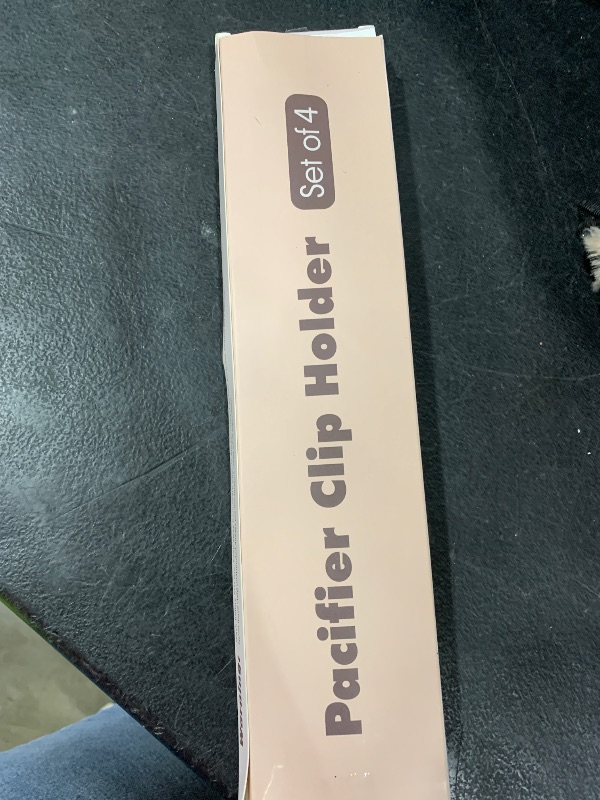 Pacifier Clip Holder Set of 4